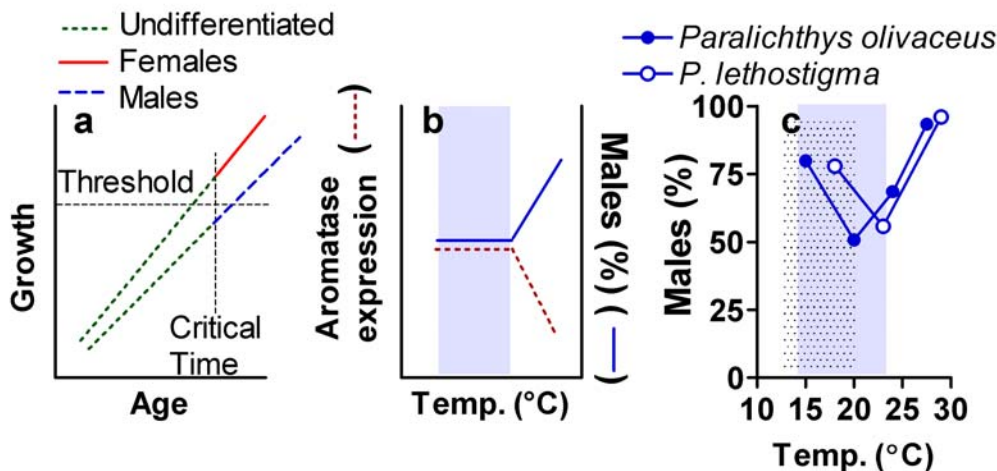 Undifferentiated
Females
Males
a
Threshold
Critical
Time
Growth
Age
Aromatase
expression
( )
b
Males (%) ( )
Temp. (°C)
Paralichthys olivaceus
P. lethostigma
c
Males (%)
100
75
50
25
0
10 15 20 25 30
Temp. (°C)